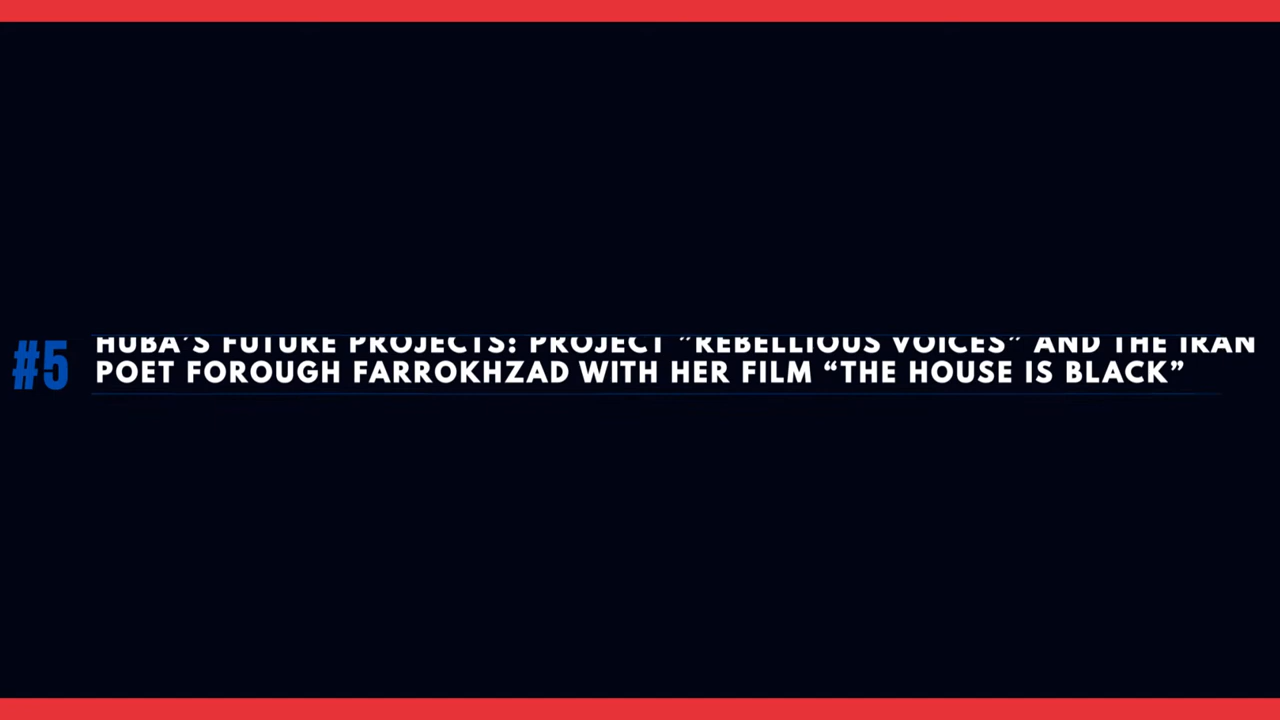 #5
HUBA'S FUTURE PROJECTS: PROJECT "REBELLIOUS VOICES" AND THE IRAN
POET FOROUGH FARROKHZAD WITH HER FILM “THE HOUSE IS BLACK”